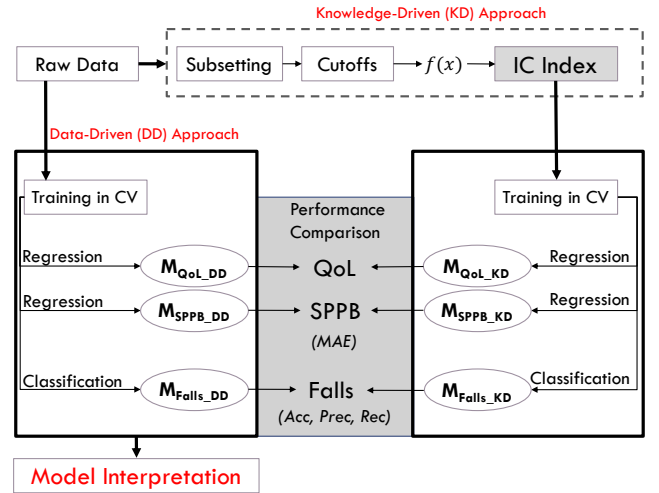 Knowledge-Driven (KD) Approach
Raw Data
Subsetting
Cutoffs
f(x)
IC Index
Data-Driven (DD) Approach
Training in CV
Training in CV
Performance
Comparison
Regression
M_QoL_DD
QoL
M_QoL_KD
Regression
Regression
M_SPPB_DD
SPPB
M_SPPB_KD
Regression
(MAE)
Classification
M_Falls_DD
Falls
M_Falls_KD
Classification
(Acc, Prec, Rec)
Model Interpretation